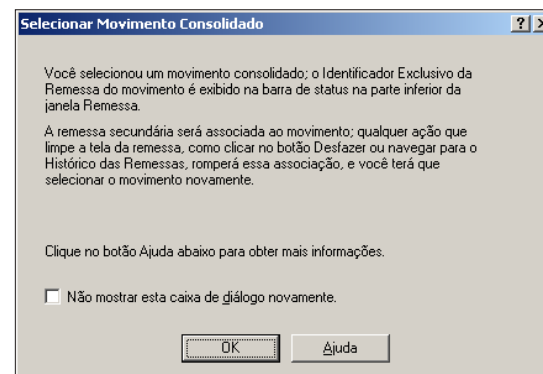 Selecionar Movimento Consolidado
Você selecionou um movimento consolidado; o Identificador Exclusivo da
Remessa do movimento é exibido na barra de status na parte inferior da
janela Remessa.
A remessa secundária será associada ao movimento; qualquer ação que
limpe a tela da remessa, como clicar no botão Desfazer ou navegar para o
Histórico das Remessas, romperá essa associação, e você terá que
selecionar o movimento novamente.
Clique no botão Ajuda abaixo para obter mais informações.
Não mostrar esta caixa de diálogo novamente.
OK Ajuda